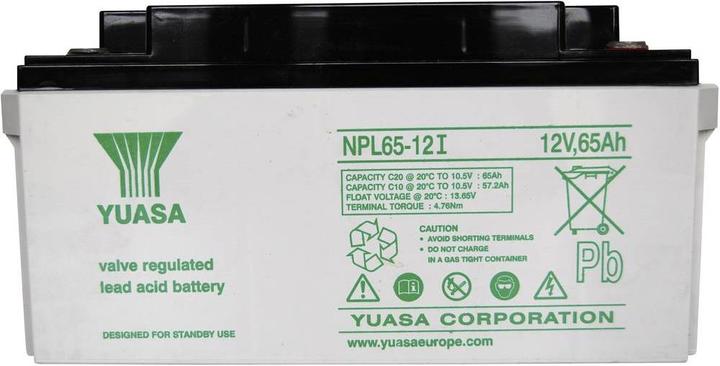 YUASA
valve regulated
lead acid battery
DESIGNED FOR STANDBY USE
NPL65-12I 12V,65Ah
CAPACITY C20 @ 20°C TO 10.5V : 65Ah
CAPACITY C10 @ 20°C TO 10.5V : 57.2Ah
FLOAT VOLTAGE @ 20°C : 13.65V
TERMINAL TORQUE : 4.76Nm
CAUTION
• AVOID SHORTING TERMINALS
• DO NOT CHARGE
IN A GAS TIGHT CONTAINER
Pb
YUASA CORPORATION
www.yuasaeurope.com